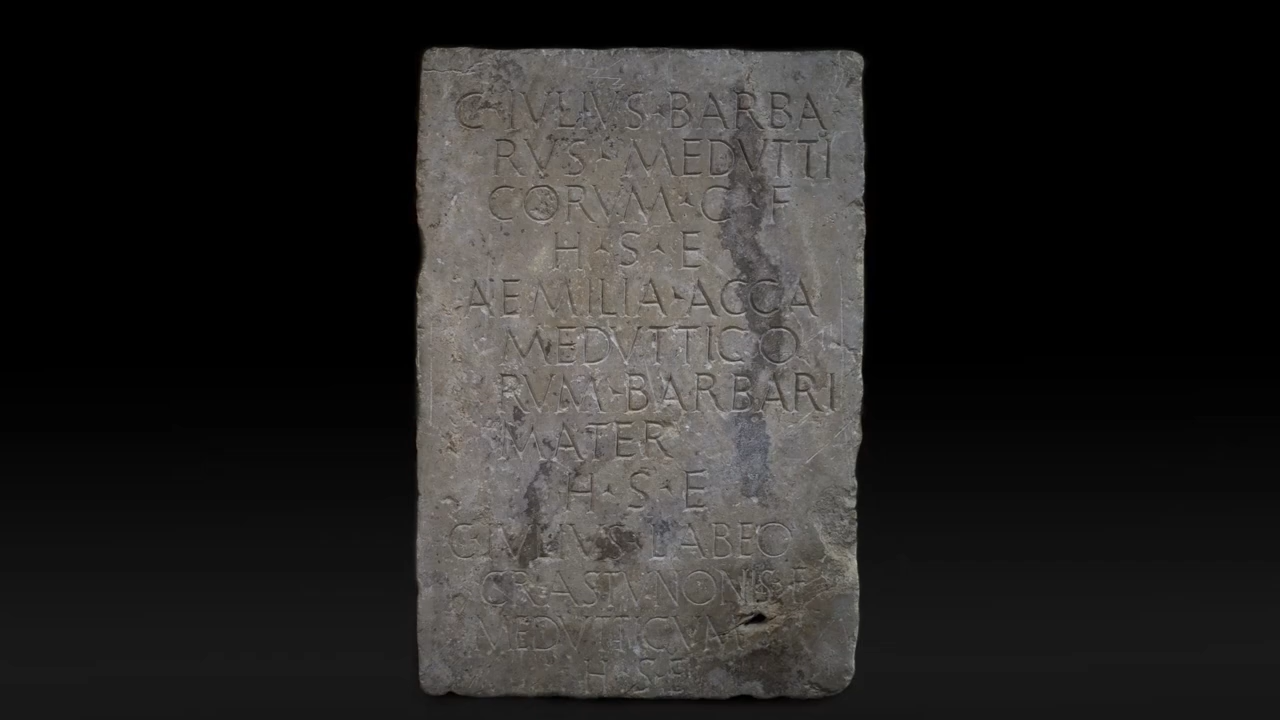 C·IVLIVS·BARBA
RVS·MEDVTTI
CORVM·C·F
H·S·E
AEMILIA·ACCA
MEDVTTICO
RVM·BARBARI
MATER
H·S·E
C·IVLIVS·LABEO
CRASTVNONIS·F
MEDVTTICVM
H·S·E